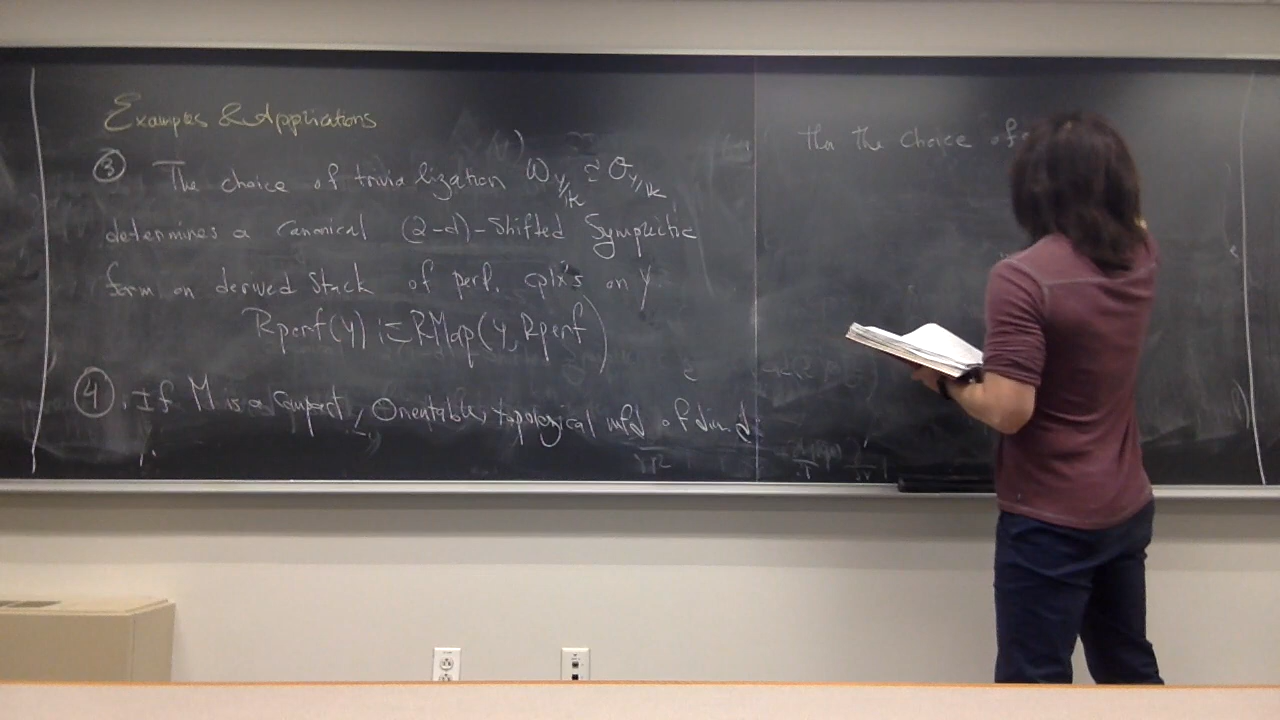 Examples & Applications
③ The choice of trivialization ω_{Y/k} ≃ O_{Y/k}
determines a canonical (2-d)-Shifted Symplectic
form on derived Stack of perf. cplx's on Y.
Rperf(Y) := RMap(Y, Rperf)
④ . If M is a Compact, Orientable, topological mfd of dim d
thn the choice of